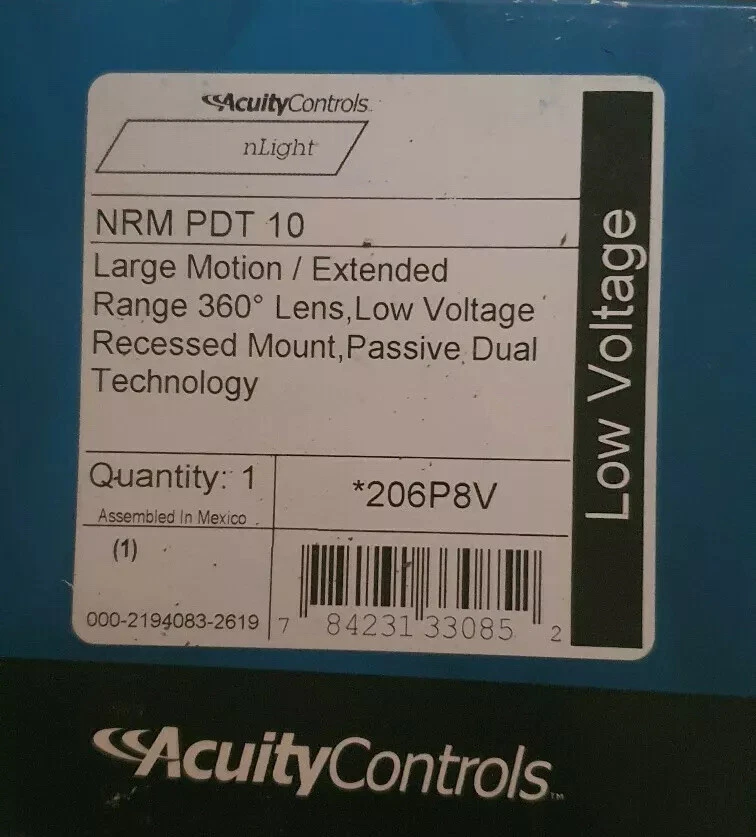 AcuityControls.
nLight
NRM PDT 10
Large Motion / Extended
Range 360° Lens,Low Voltage
Recessed Mount,Passive Dual
Technology
Low Voltage
Quantity: 1
Assembled In Mexico
*206P8V
(1)
000-2194083-2619
7 84231 33085 2
AcuityControls™